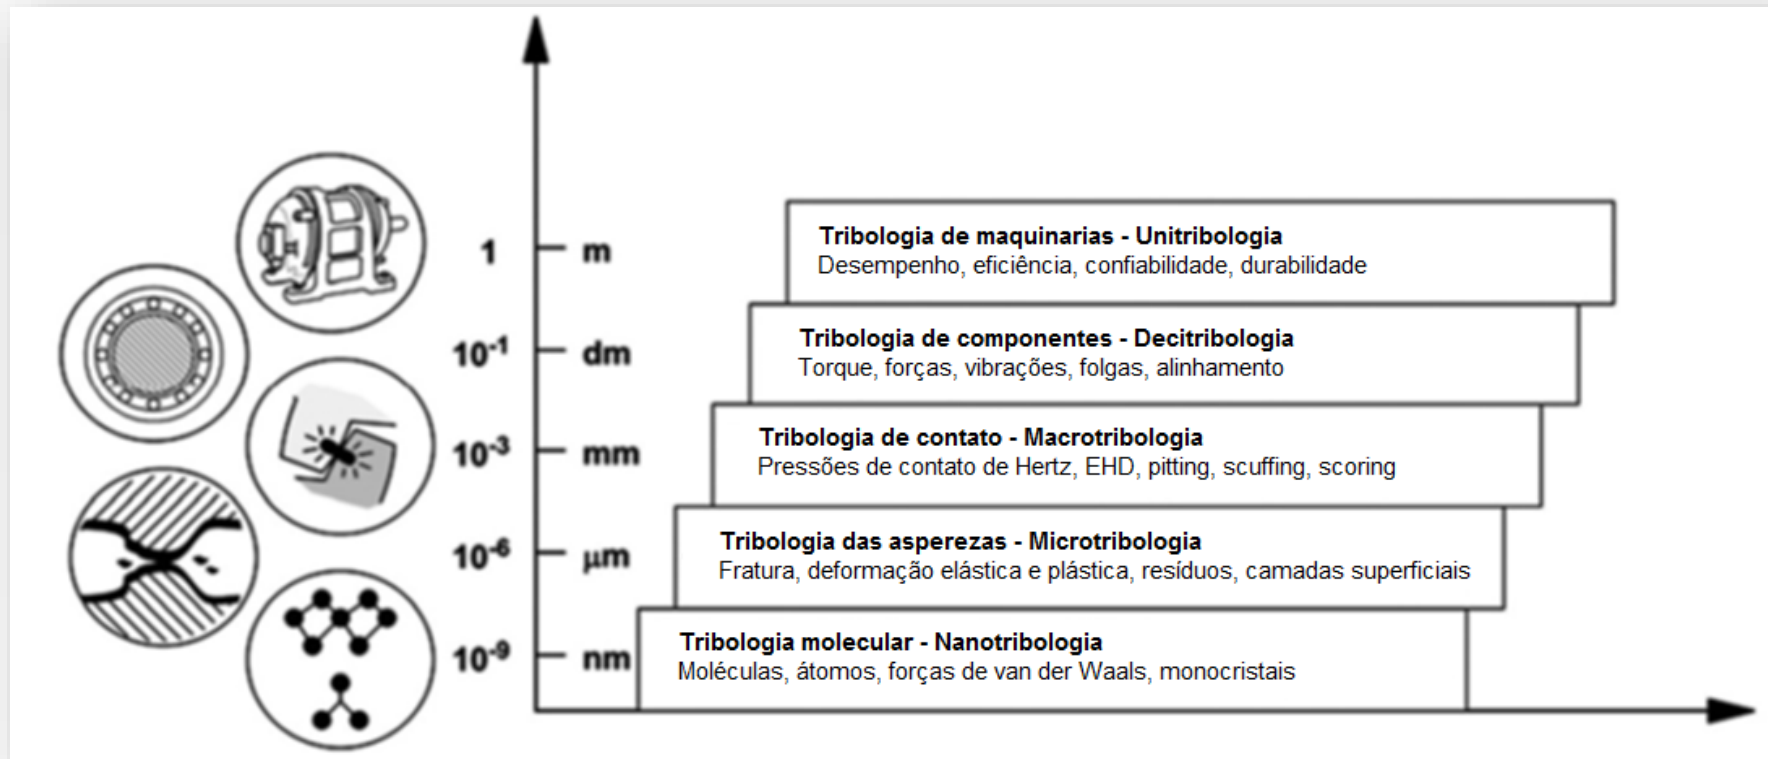 1 m
Tribologia de maquinarias - Unitribologia
Desempenho, eficiência, confiabilidade, durabilidade
10⁻¹ dm
Tribologia de componentes - Decitribologia
Torque, forças, vibrações, folgas, alinhamento
10⁻³ mm
Tribologia de contato - Macrotribologia
Pressões de contato de Hertz, EHD, pitting, scuffing, scoring
10⁻⁶ μm
Tribologia das asperezas - Microtribologia
Fratura, deformação elástica e plástica, resíduos, camadas superficiais
10⁻⁹ nm
Tribologia molecular - Nanotribologia
Moléculas, átomos, forças de van der Waals, monocristais